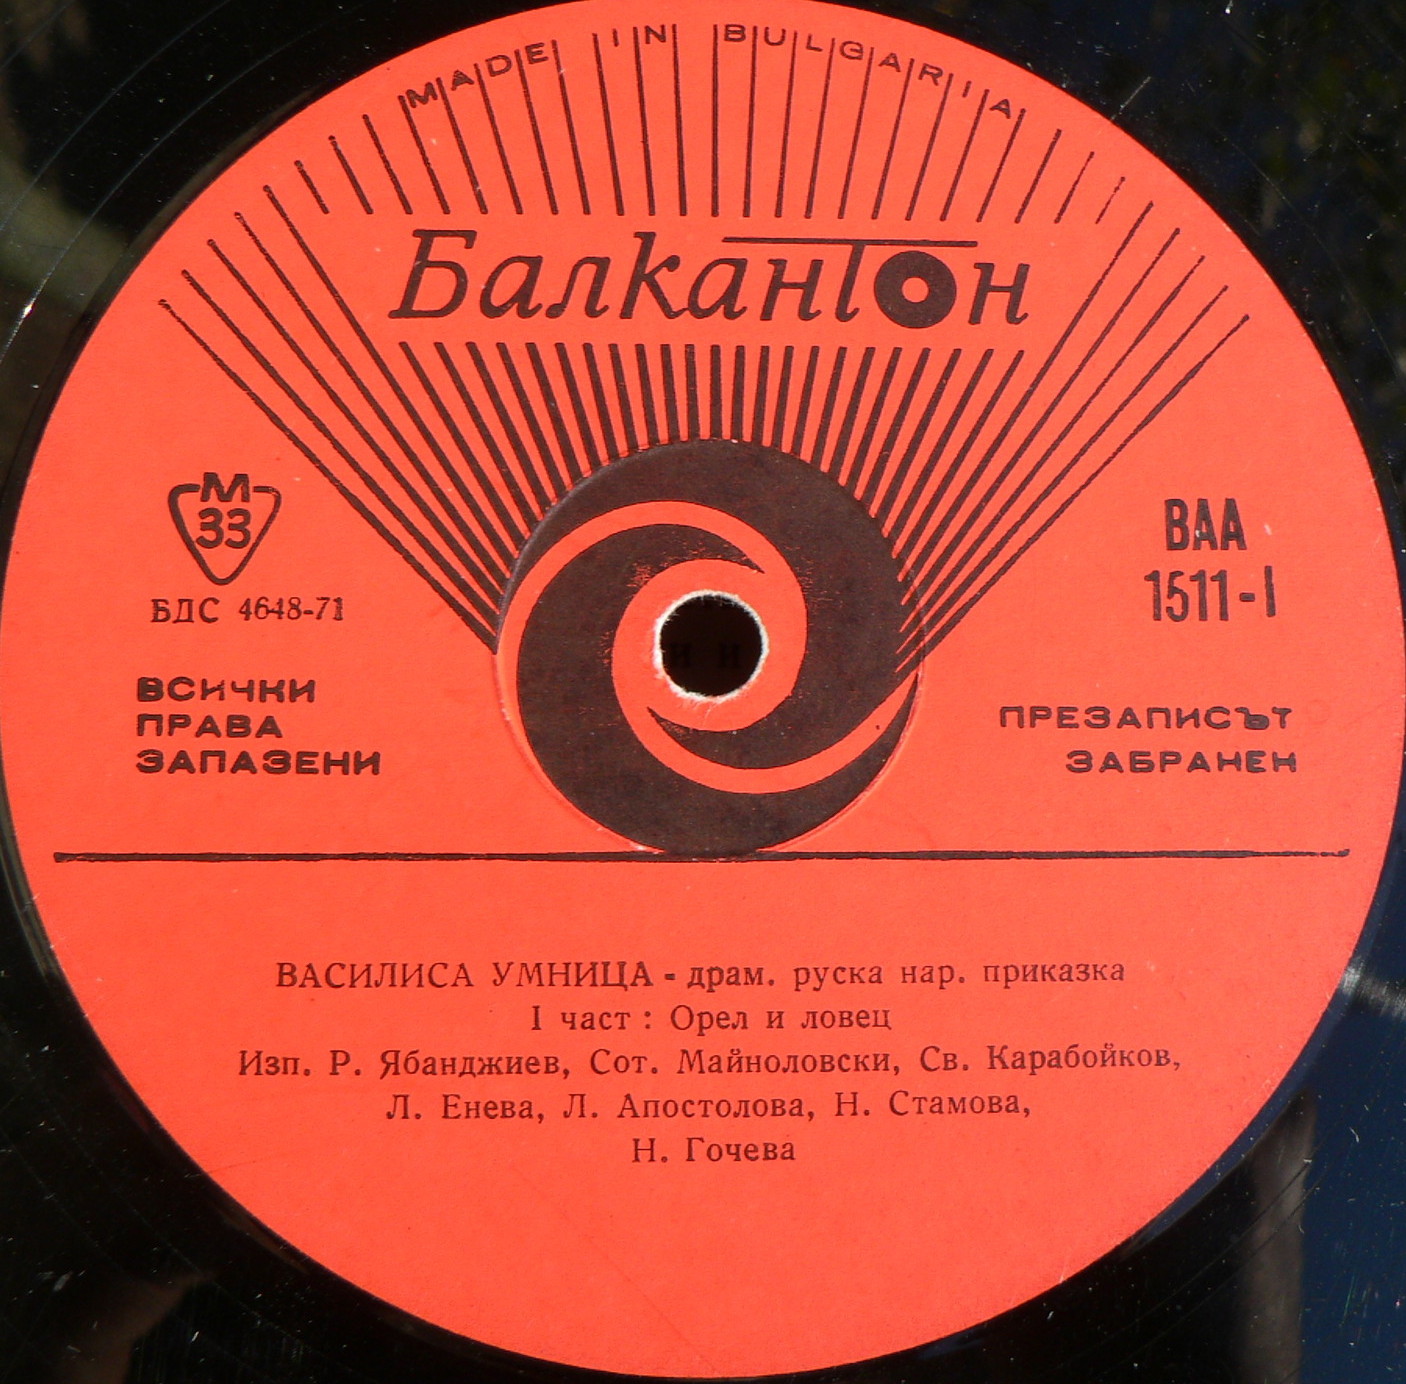 MADE IN BULGARIA
Балкантон
М
33
БДС 4648-71
ВСИЧКИ
ПРАВА
ЗАПАЗЕНИ
ВАА
1511-I
ПРЕЗАПИСЪТ
ЗАБРАНЕН
ВАСИЛИСА УМНИЦА - драм. руска нар. приказка
I част : Орел и ловец
Изп. Р. Ябанджиев, Сот. Майноловски, Св. Карабойков,
Л. Енева, Л. Апостолова, Н. Стамова,
Н. Гочева